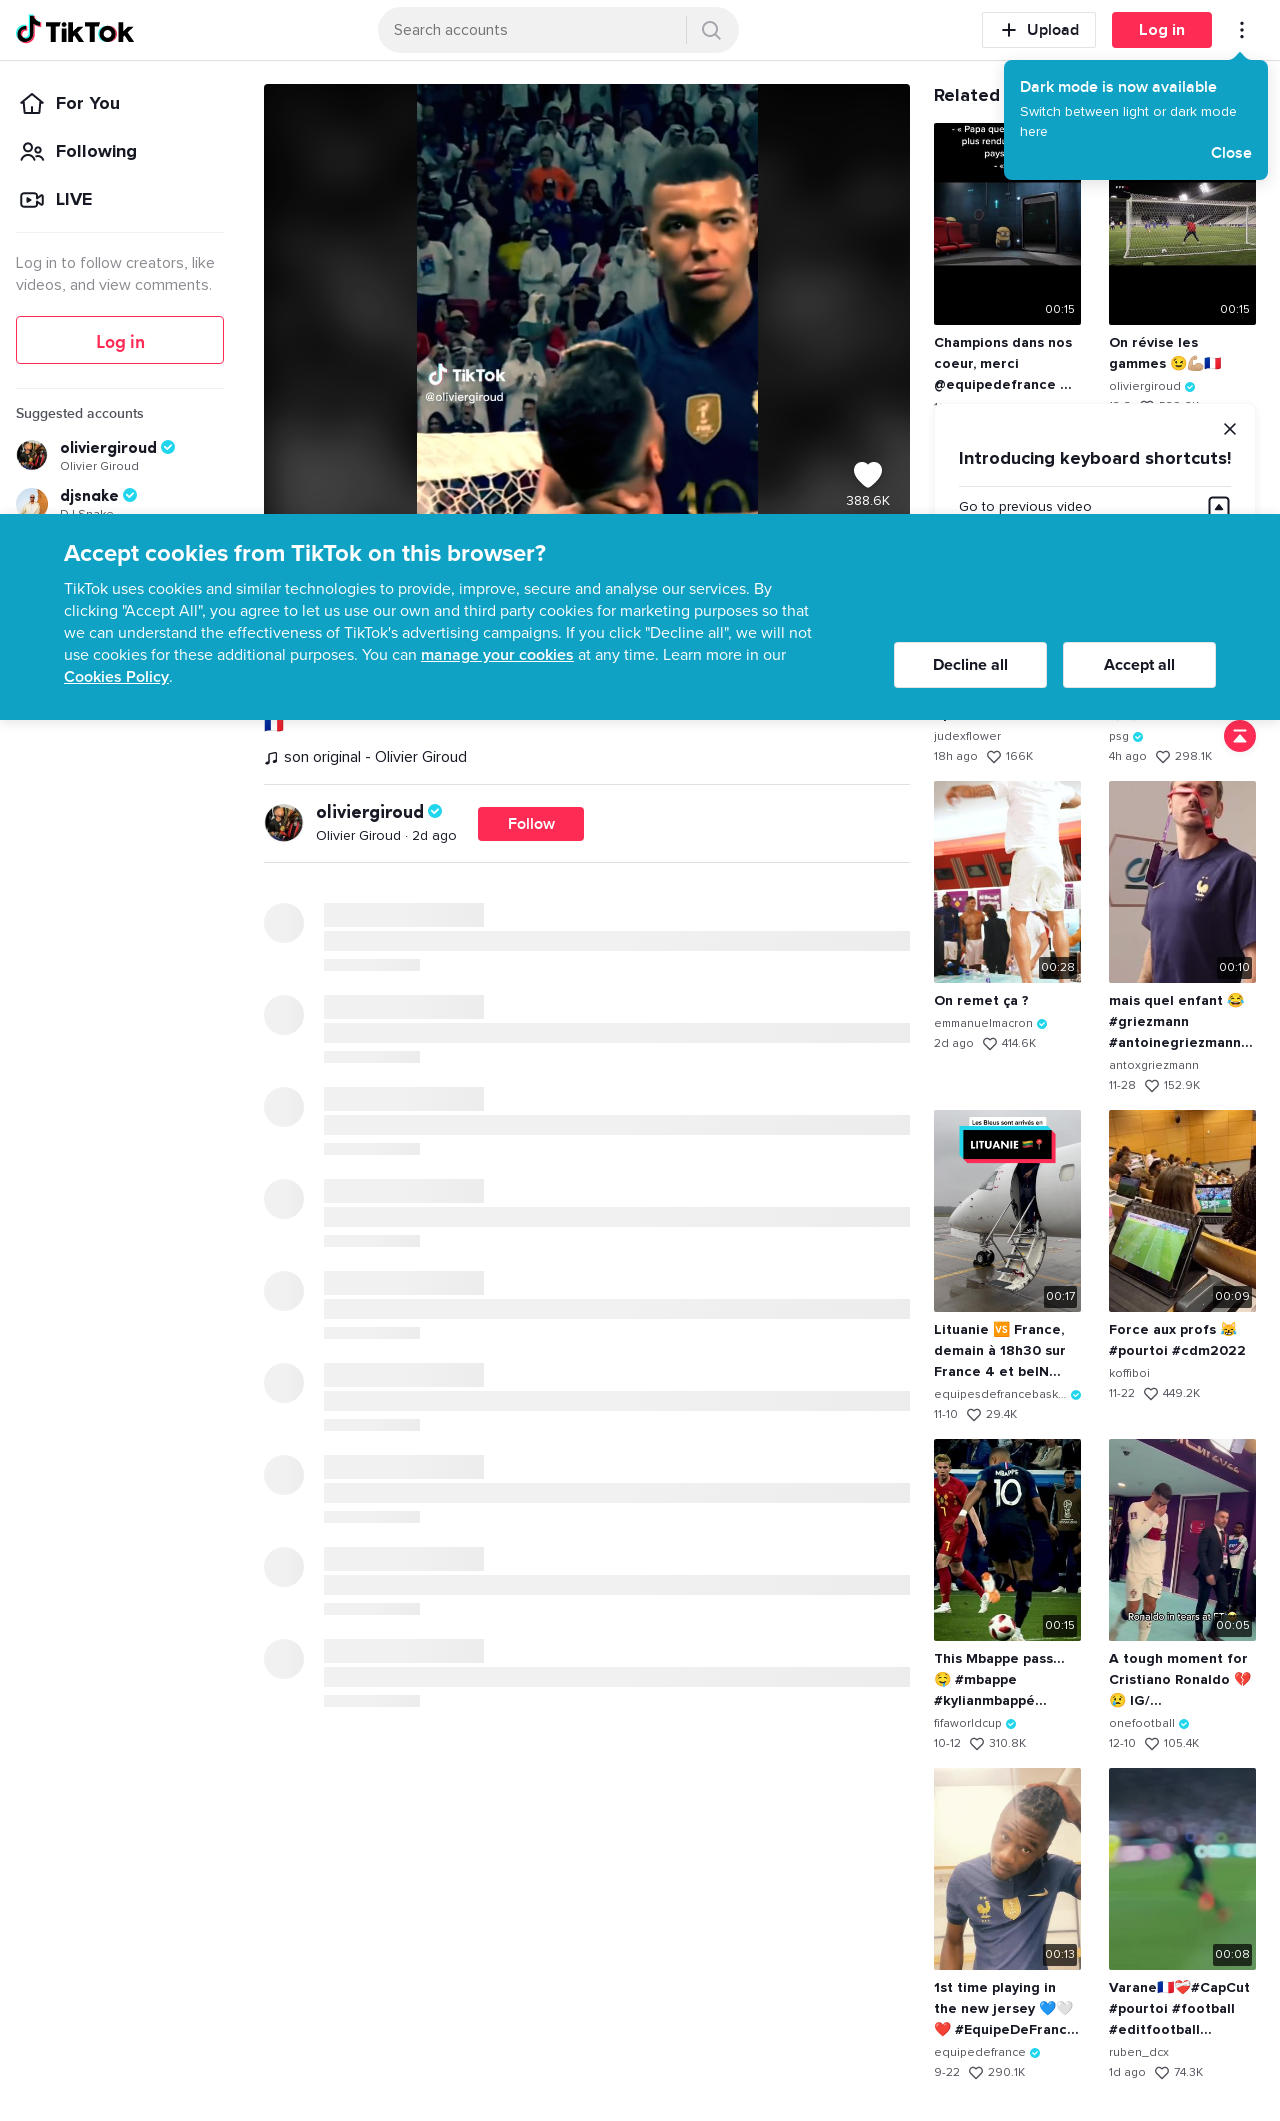 TikTok
Search accounts
Upload
Log in
For You
Following
LIVE
Log in to follow creators, like
videos, and view comments.
Log in
Suggested accounts
oliviergiroud
Olivier Giroud
djsnake
TikTok
@oliviergiroud
388.6K
Related
Dark mode is now available
Switch between light or dark mode
here
Close
- « Papa que
plus rendu
pays
- «
00:15
Champions dans nos
coeur, merci
@equipedefrance ...
00:15
On révise les
gammes 😉💪🏼🇫🇷
oliviergiroud
Introducing keyboard shortcuts!
Go to previous video
Accept cookies from TikTok on this browser?
TikTok uses cookies and similar technologies to provide, improve, secure and analyse our services. By
clicking "Accept All", you agree to let us use our own and third party cookies for marketing purposes so that
we can understand the effectiveness of TikTok's advertising campaigns. If you click "Decline all", we will not
use cookies for these additional purposes. You can manage your cookies at any time. Learn more in our
Cookies Policy.
Decline all
Accept all
🇫🇷
son original - Olivier Giroud
oliviergiroud
Olivier Giroud · 2d ago
Follow
judexflower
18h ago 166K
psg
4h ago 298.1K
00:28
On remet ça ?
emmanuelmacron
2d ago 414.6K
00:10
mais quel enfant 😂
#griezmann
#antoinegriezmann...
antoxgriezmann
11-28 152.9K
Les Bleus sont arrivés en
LITUANIE 🇱🇹📍
00:17
Lituanie 🆚 France,
demain à 18h30 sur
France 4 et beIN...
equipesdefrancebask...
11-10 29.4K
00:09
Force aux profs 😹
#pourtoi #cdm2022
koffiboi
11-22 449.2K
MBAPPE
10
7
00:15
This Mbappe pass...
🤤 #mbappe
#kylianmbappé...
fifaworldcup
10-12 310.8K
Ronaldo in tears at FT
00:05
A tough moment for
Cristiano Ronaldo 💔
😢 IG/...
onefootball
12-10 105.4K
00:13
1st time playing in
the new jersey 💙🤍
❤️ #EquipeDeFranc...
equipedefrance
9-22 290.1K
00:08
Varane🇫🇷❤️‍🩹#CapCut
#pourtoi #football
#editfootball...
ruben_dcx
1d ago 74.3K